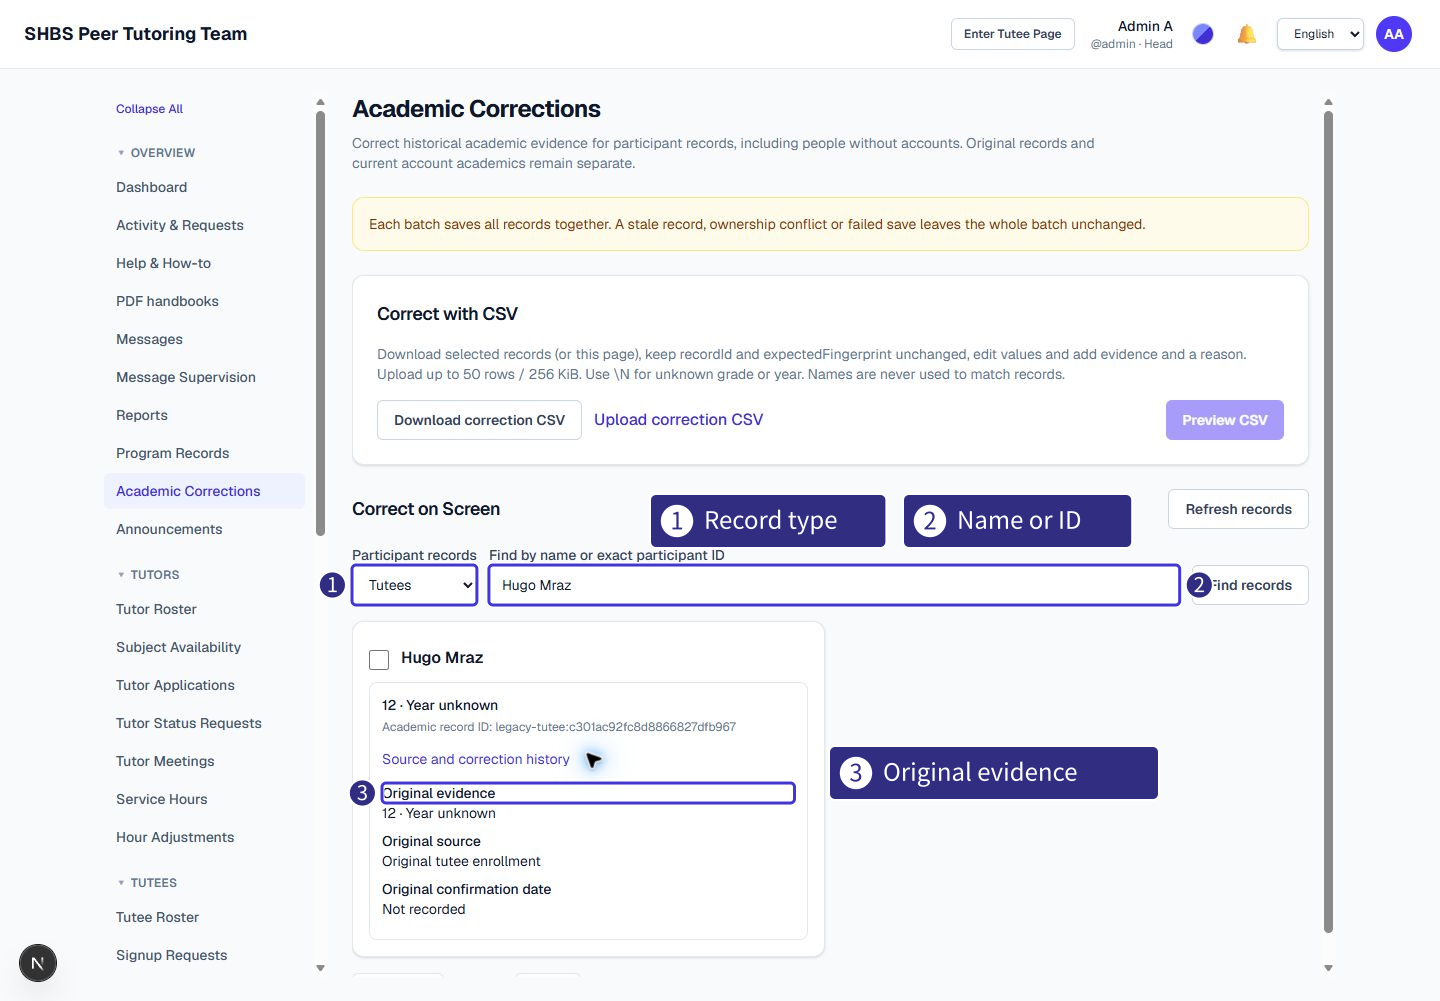 SHBS Peer Tutoring Team
Enter Tutee Page
Admin A
@admin · Head
English
AA
Collapse All
OVERVIEW
Dashboard
Activity & Requests
Help & How-to
PDF handbooks
Messages
Message Supervision
Reports
Program Records
Academic Corrections
Announcements
TUTORS
Tutor Roster
Subject Availability
Tutor Applications
Tutor Status Requests
Tutor Meetings
Service Hours
Hour Adjustments
TUTEES
Tutee Roster
Signup Requests
N
Academic Corrections
Correct historical academic evidence for participant records, including people without accounts. Original records and
current account academics remain separate.
Each batch saves all records together. A stale record, ownership conflict or failed save leaves the whole batch unchanged.
Correct with CSV
Download selected records (or this page), keep recordId and expectedFingerprint unchanged, edit values and add evidence and a reason.
Upload up to 50 rows / 256 KiB. Use \N for unknown grade or year. Names are never used to match records.
Download correction CSV
Upload correction CSV
Preview CSV
Correct on Screen
1 Record type
2 Name or ID
Refresh records
Participant records
Find by name or exact participant ID
1
Tutees
Hugo Mraz
2
Find records
Hugo Mraz
12 · Year unknown
Academic record ID: legacy-tutee:c301ac92fc8d8866827dfb967
Source and correction history
3
Original evidence
3 Original evidence
12 · Year unknown
Original source
Original tutee enrollment
Original confirmation date
Not recorded